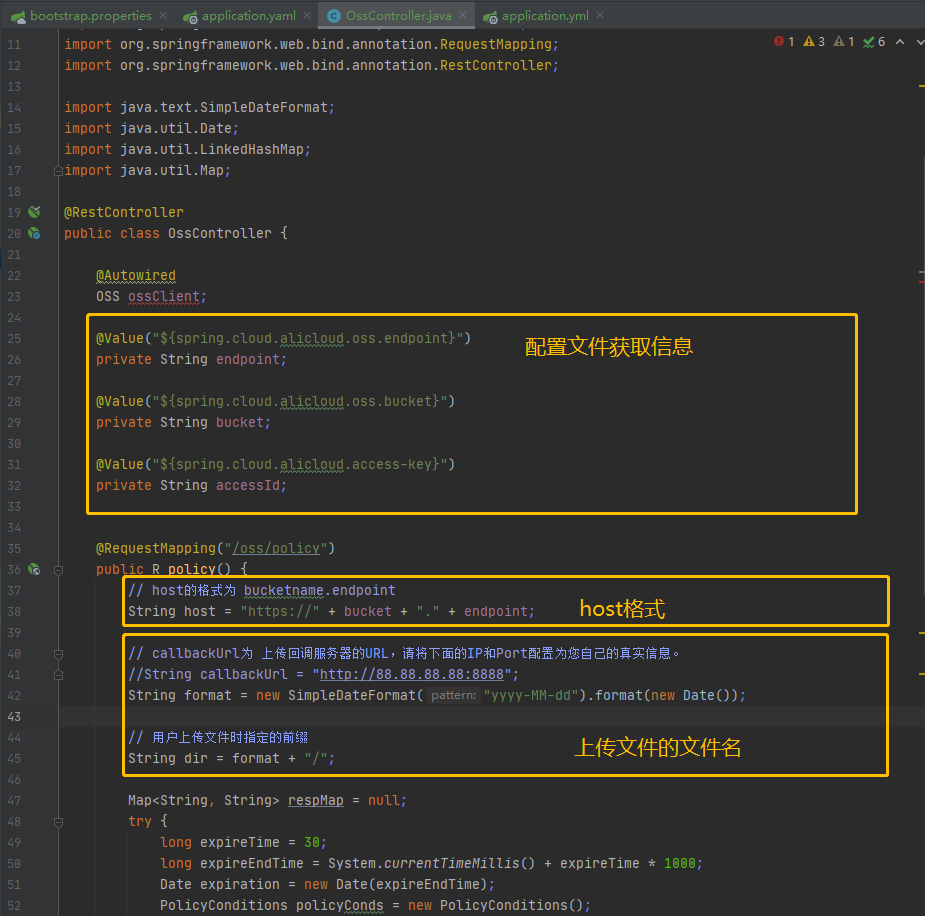 bootstrap.properties application.yaml OssController.java application.yml
11 import org.springframework.web.bind.annotation.RequestMapping; 1 3 1 6
12 import org.springframework.web.bind.annotation.RestController;
13
14 import java.text.SimpleDateFormat;
15 import java.util.Date;
16 import java.util.LinkedHashMap;
17 import java.util.Map;
18
19 @RestController
20 public class OssController {
21
22 @Autowired
23 OSS ossClient;
24
25 @Value("${spring.cloud.alicloud.oss.endpoint}") 配置文件获取信息
26 private String endpoint;
27
28 @Value("${spring.cloud.alicloud.oss.bucket}")
29 private String bucket;
30
31 @Value("${spring.cloud.alicloud.access-key}")
32 private String accessId;
33
34
35 @RequestMapping("/oss/policy")
36 public R policy() {
37 // host的格式为 bucketname.endpoint
38 String host = "https://" + bucket + "." + endpoint; host格式
39
40 // callbackUrl为 上传回调服务器的URL，请将下面的IP和Port配置为您自己的真实信息。
41 //String callbackUrl = "http://88.88.88.88:8888";
42 String format = new SimpleDateFormat( pattern: "yyyy-MM-dd").format(new Date());
43
44 // 用户上传文件时指定的前缀 上传文件的文件名
45 String dir = format + "/";
46
47 Map<String, String> respMap = null;
48 try {
49 long expireTime = 30;
50 long expireEndTime = System.currentTimeMillis() + expireTime * 1000;
51 Date expiration = new Date(expireEndTime);
52 PolicyConditions policyConds = new PolicyConditions();